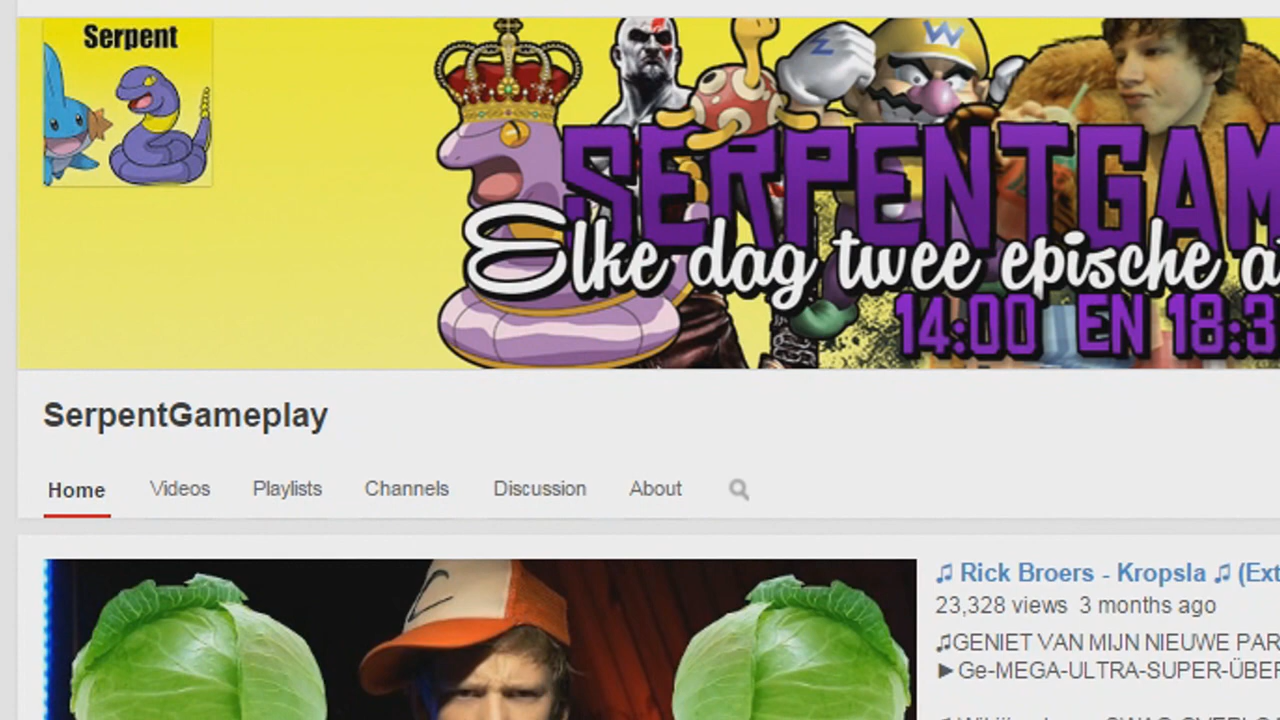 Serpent
SERPENTGAM
Elke dag twee epische a
14:00 EN 18:3
SerpentGameplay
Home Videos Playlists Channels Discussion About
♫ Rick Broers - Kropsla ♫ (Ext
23,328 views 3 months ago
♫GENIET VAN MIJN NIEUWE PAR
►Ge-MEGA-ULTRA-SUPER-ÜBER